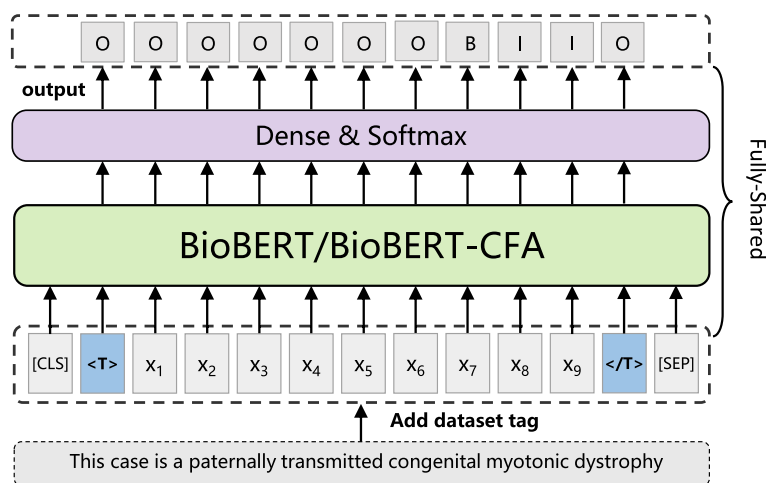 O O O O O O O B I I O
output
Dense & Softmax
Fully-Shared
BioBERT/BioBERT-CFA
[CLS] <T> x1 x2 x3 x4 x5 x6 x7 x8 x9 </T> [SEP]
Add dataset tag
This case is a paternally transmitted congenital myotonic dystrophy